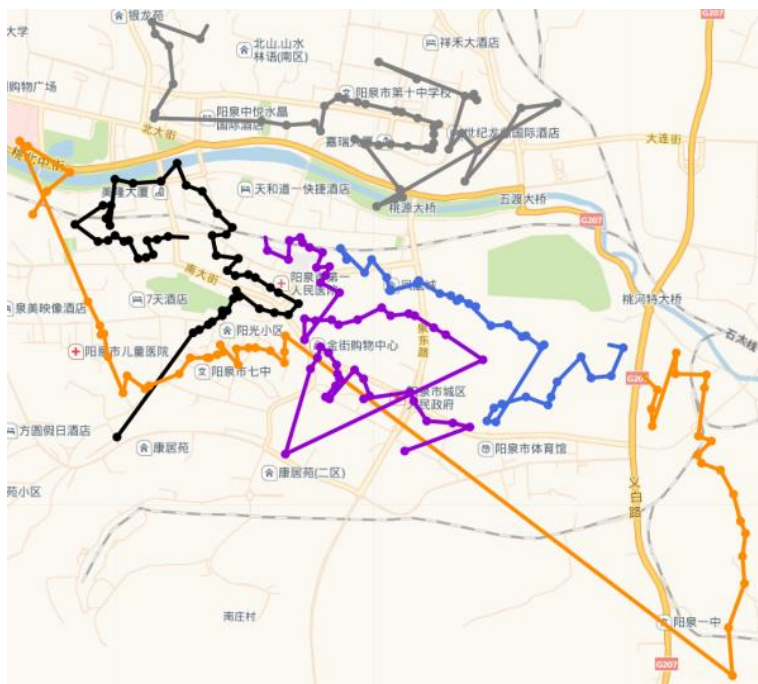 银龙苑
大学
北山.山水
林语(南区)
祥禾大酒店
G207
购物广场
阳泉市第十中学校
阳泉中悦水晶
国际酒店
北大街
嘉瑞大厦
世纪龙
国际酒店
大连街
桃北中街
美隆大厦
天和道一快捷酒店
五渡大桥
桃源大桥
G207
南大街
阳泉市第一
人民医院
7天酒店
桃河特大桥
泉美映像酒店
阳光小区
泉东路
石太线
金街购物中心
阳泉市儿童医院
阳泉市七中
阳泉市城区
人民政府
方圆假日酒店
康居苑
阳泉市体育馆
康居苑(二区)
义白路
苑小区
南庄村
阳泉一中
G207